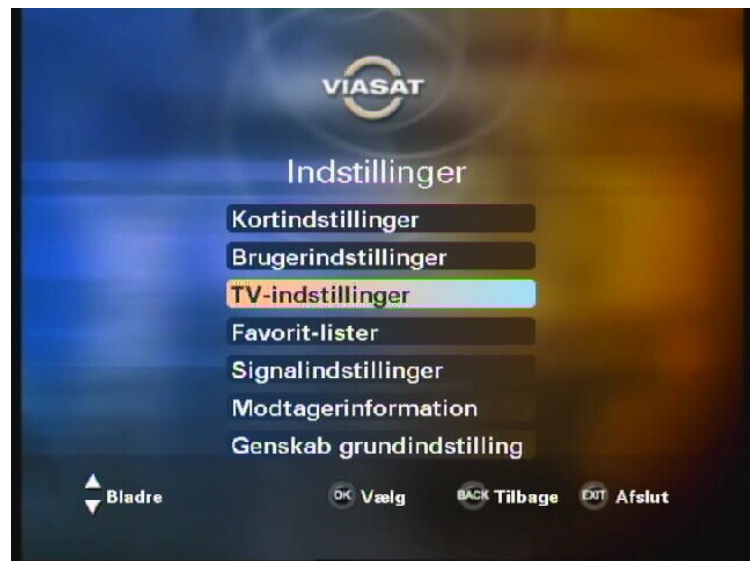 VIASAT
Indstillinger
Kortindstillinger
Brugerindstillinger
TV-indstillinger
Favorit-lister
Signalindstillinger
Modtagerinformation
Genskab grundindstilling
Bladre OK Vælg BACK Tilbage EXIT Afslut